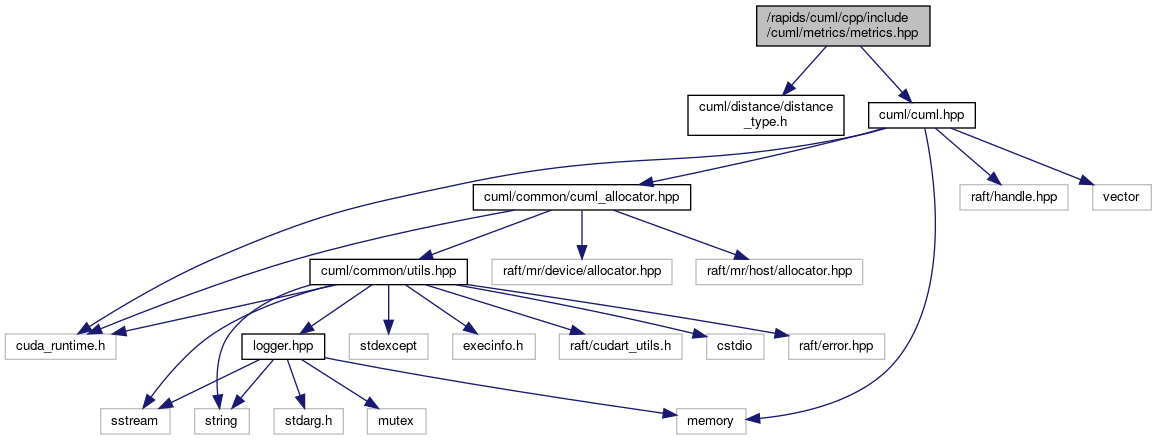 /rapids/cuml/cpp/include
/cuml/metrics/metrics.hpp
cuml/distance/distance
_type.h
cuml/cuml.hpp
cuml/common/cuml_allocator.hpp
raft/handle.hpp
vector
cuml/common/utils.hpp
raft/mr/device/allocator.hpp
raft/mr/host/allocator.hpp
cuda_runtime.h
logger.hpp
stdexcept
execinfo.h
raft/cudart_utils.h
cstdio
raft/error.hpp
sstream
string
stdarg.h
mutex
memory